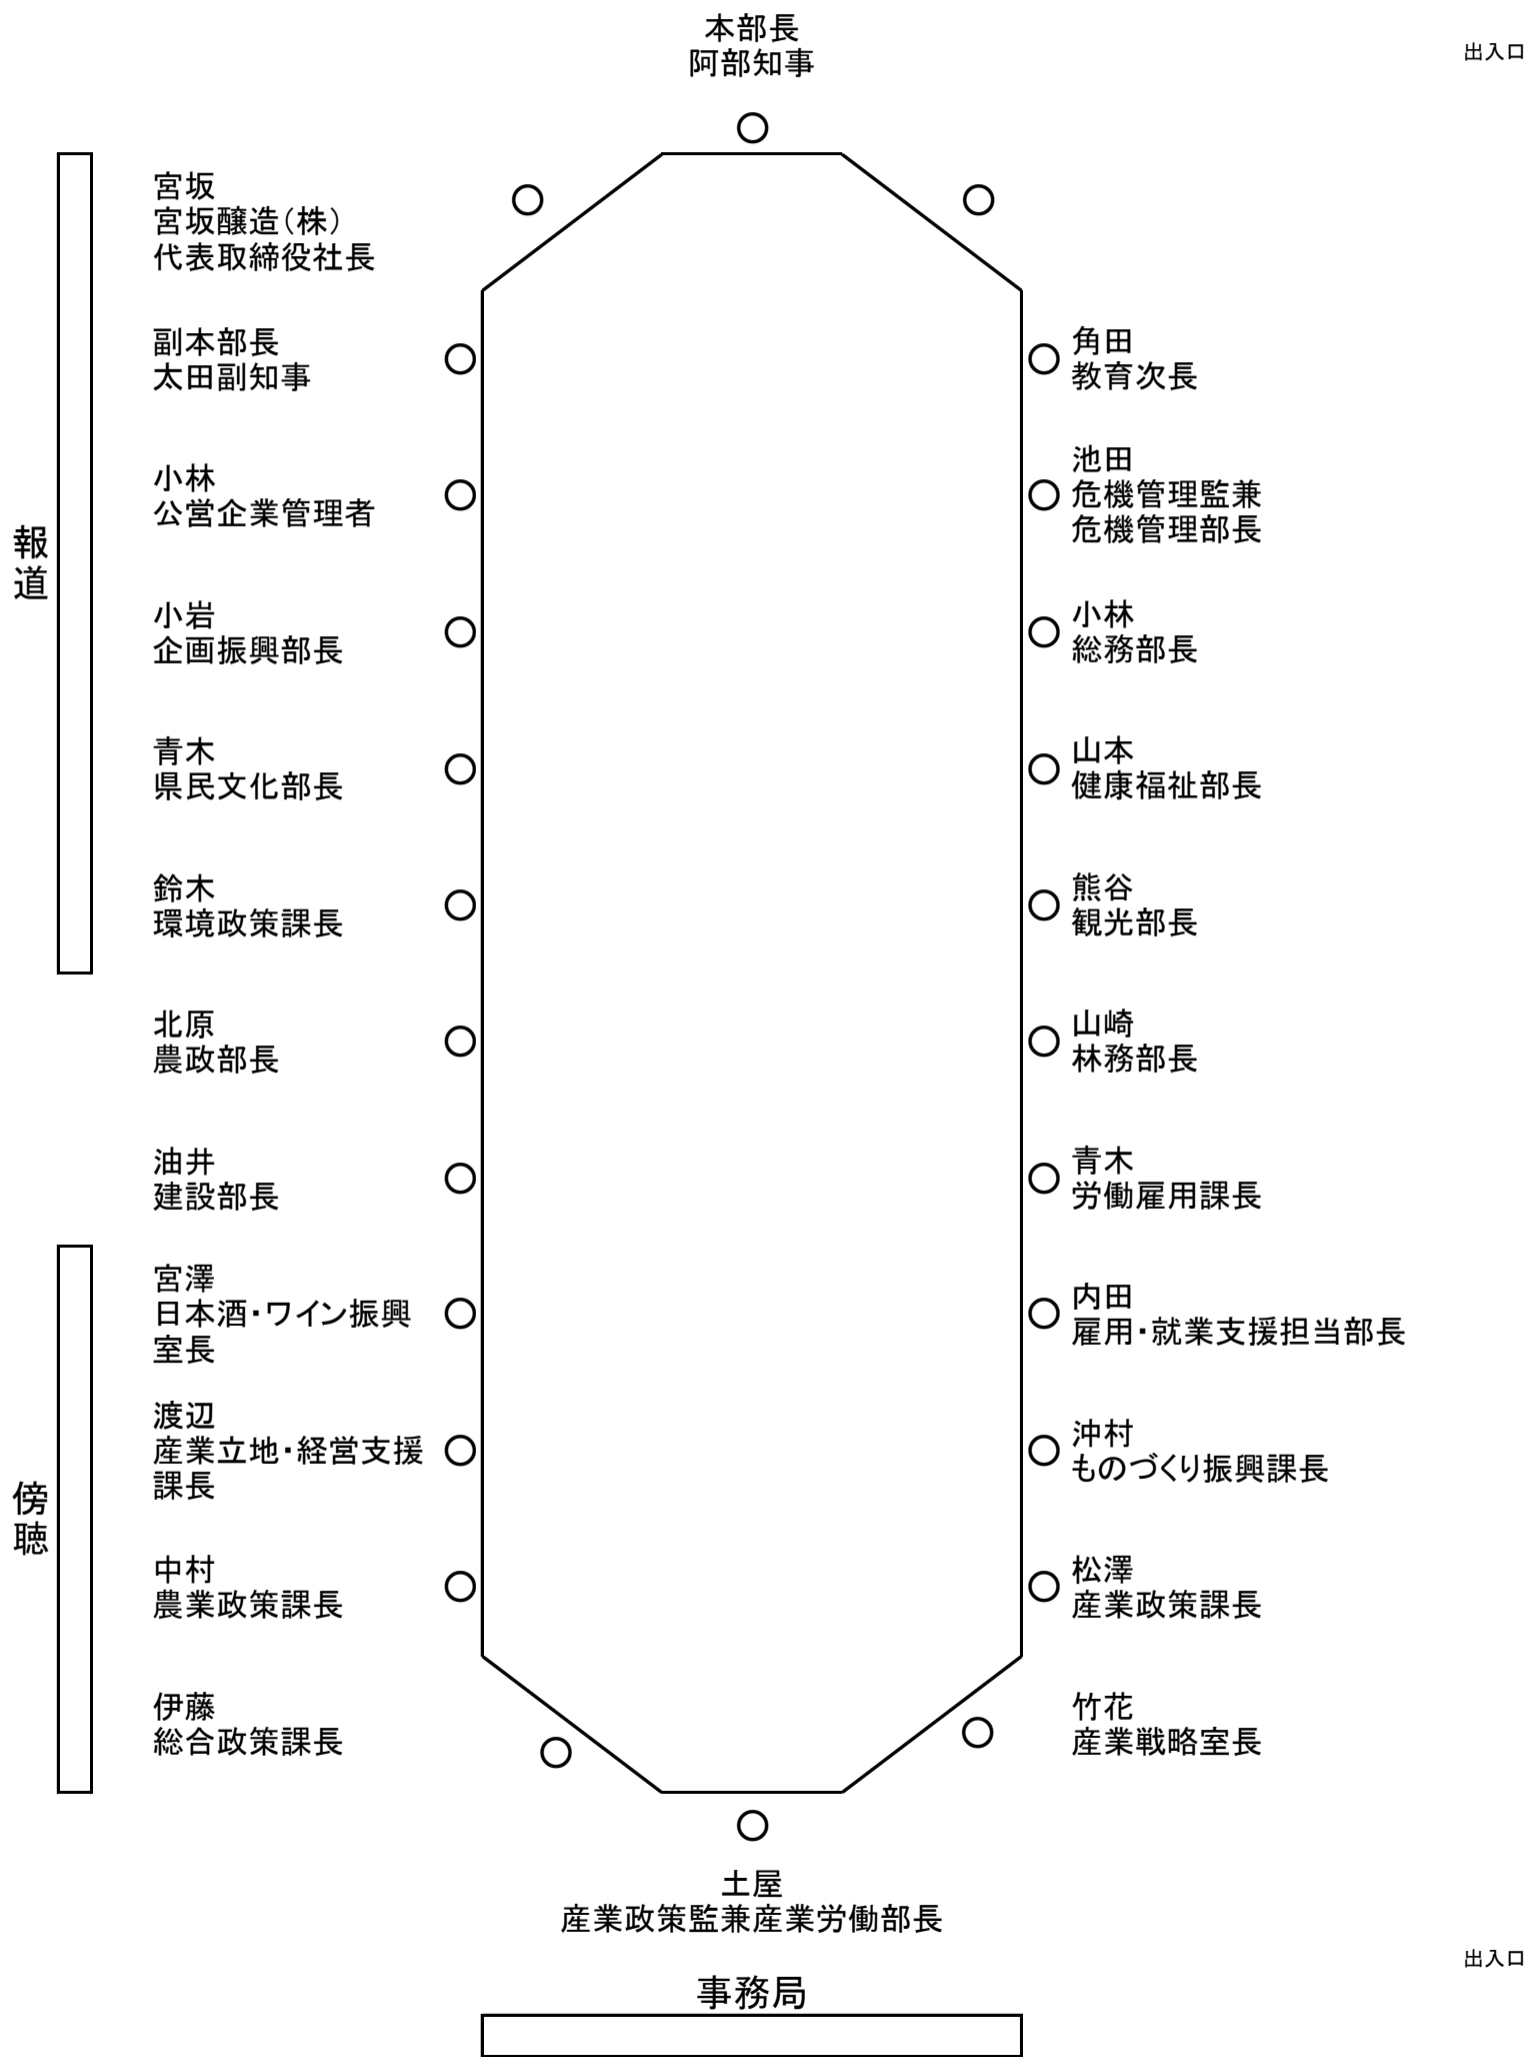 本部長
阿部知事
出入口
報道
宮坂
宮坂醸造（株）
代表取締役社長
副本部長
太田副知事
小林
公営企業管理者
小岩
企画振興部長
青木
県民文化部長
鈴木
環境政策課長
北原
農政部長
油井
建設部長
傍聴
宮澤
日本酒・ワイン振興
室長
渡辺
産業立地・経営支援
課長
中村
農業政策課長
伊藤
総合政策課長
角田
教育次長
池田
危機管理監兼
危機管理部長
小林
総務部長
山本
健康福祉部長
熊谷
観光部長
山崎
林務部長
青木
労働雇用課長
内田
雇用・就業支援担当部長
沖村
ものづくり振興課長
松澤
産業政策課長
竹花
産業戦略室長
土屋
産業政策監兼産業労働部長
出入口
事務局